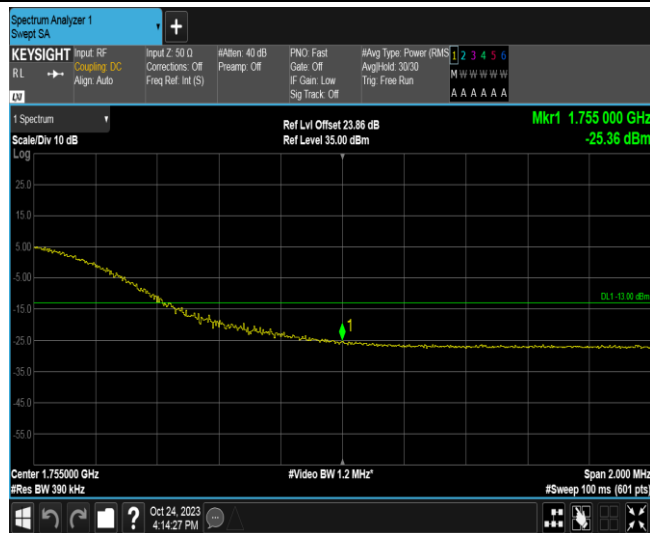 Spectrum Analyzer 1
Swept SA
+
KEYSIGHT
RL
Input: RF
Coupling: DC
Align: Auto
Input Z: 50 Ω
Corrections: Off
Freq Ref: Int (S)
#Atten: 40 dB
Preamp: Off
PNO: Fast
Gate: Off
IF Gain: Low
Sig Track: Off
#Avg Type: Power (RMS
Avg|Hold: 30/30
Trig: Free Run
1 2 3 4 5 6
M W W W W W
A A A A A A
1 Spectrum
Scale/Div 10 dB
Ref Lvl Offset 23.86 dB
Ref Level 35.00 dBm
Mkr1 1.755 000 GHz
-25.36 dBm
Log
25.0
15.0
5.00
-5.00
-15.0
-25.0
-35.0
-45.0
-55.0
DL1 -13.00 dBm
1
Center 1.755000 GHz
#Res BW 390 kHz
#Video BW 1.2 MHz*
Span 2.000 MHz
#Sweep 100 ms (601 pts)
?
Oct 24, 2023
4:14:27 PM